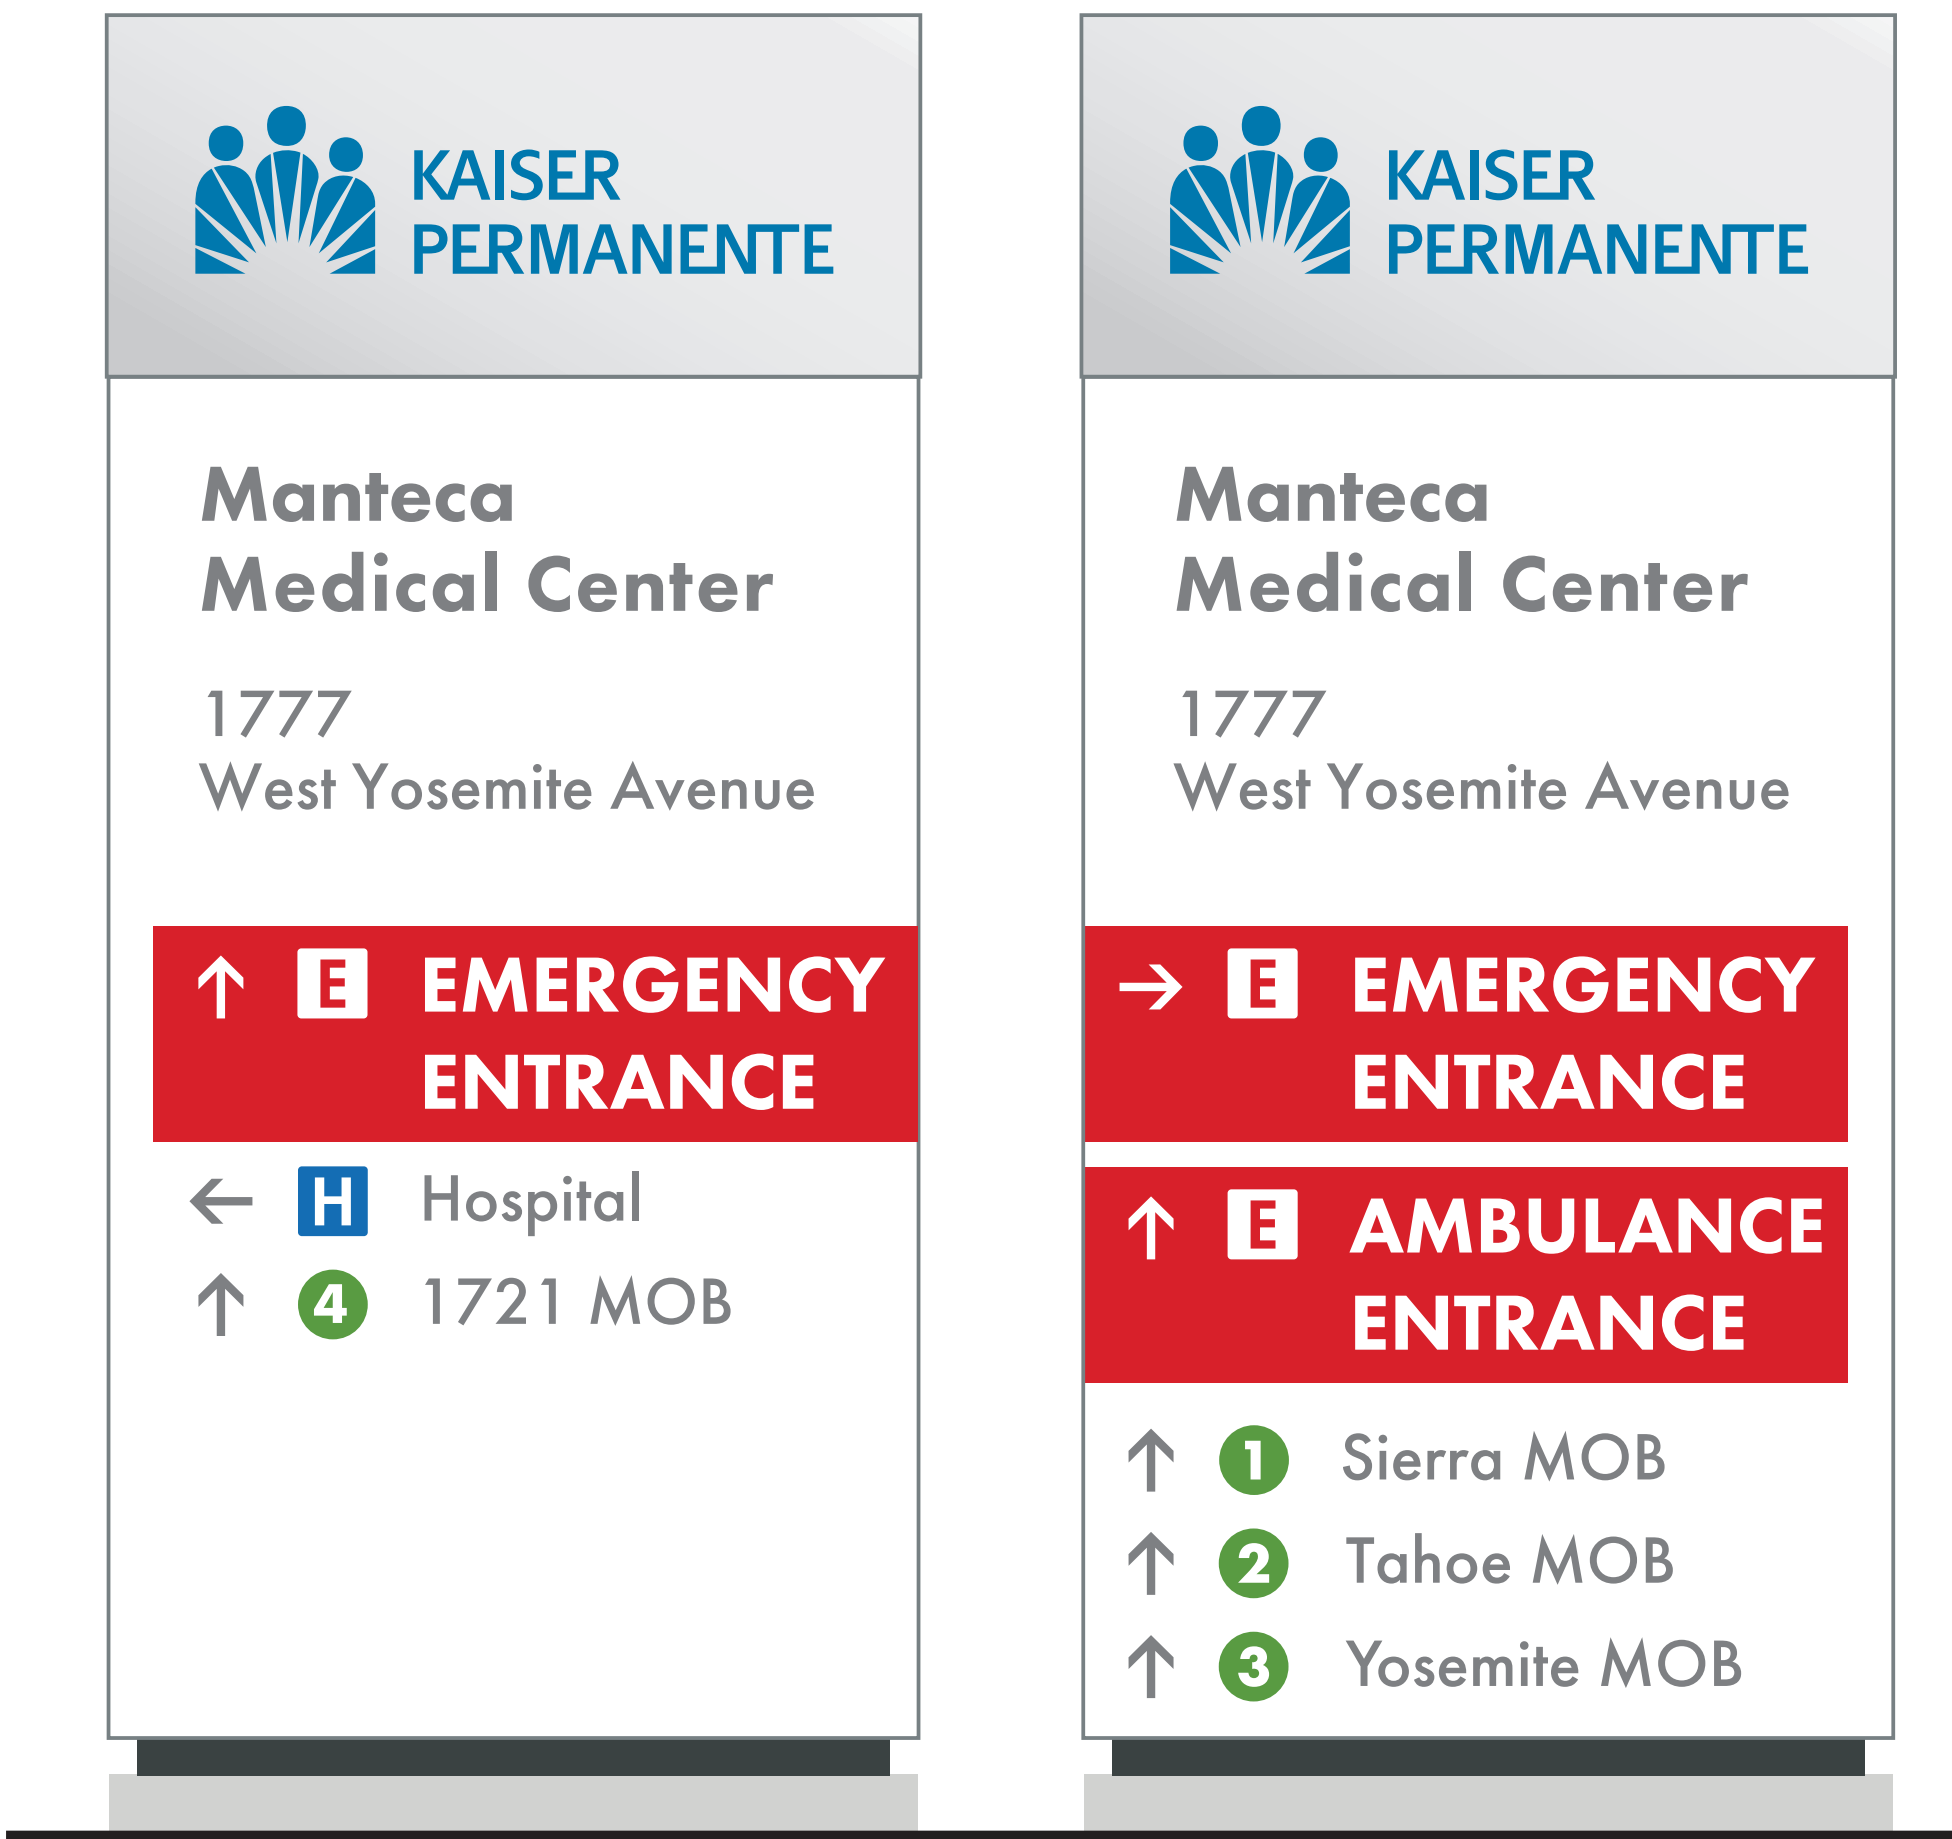 KAISER
PERMANENTE
Manteca
Medical Center
1777
West Yosemite Avenue
↑ E EMERGENCY
ENTRANCE
← H Hospital
↑ 4 1721 MOB
KAISER
PERMANENTE
Manteca
Medical Center
1777
West Yosemite Avenue
→ E EMERGENCY
ENTRANCE
↑ E AMBULANCE
ENTRANCE
↑ 1 Sierra MOB
↑ 2 Tahoe MOB
↑ 3 Yosemite MOB